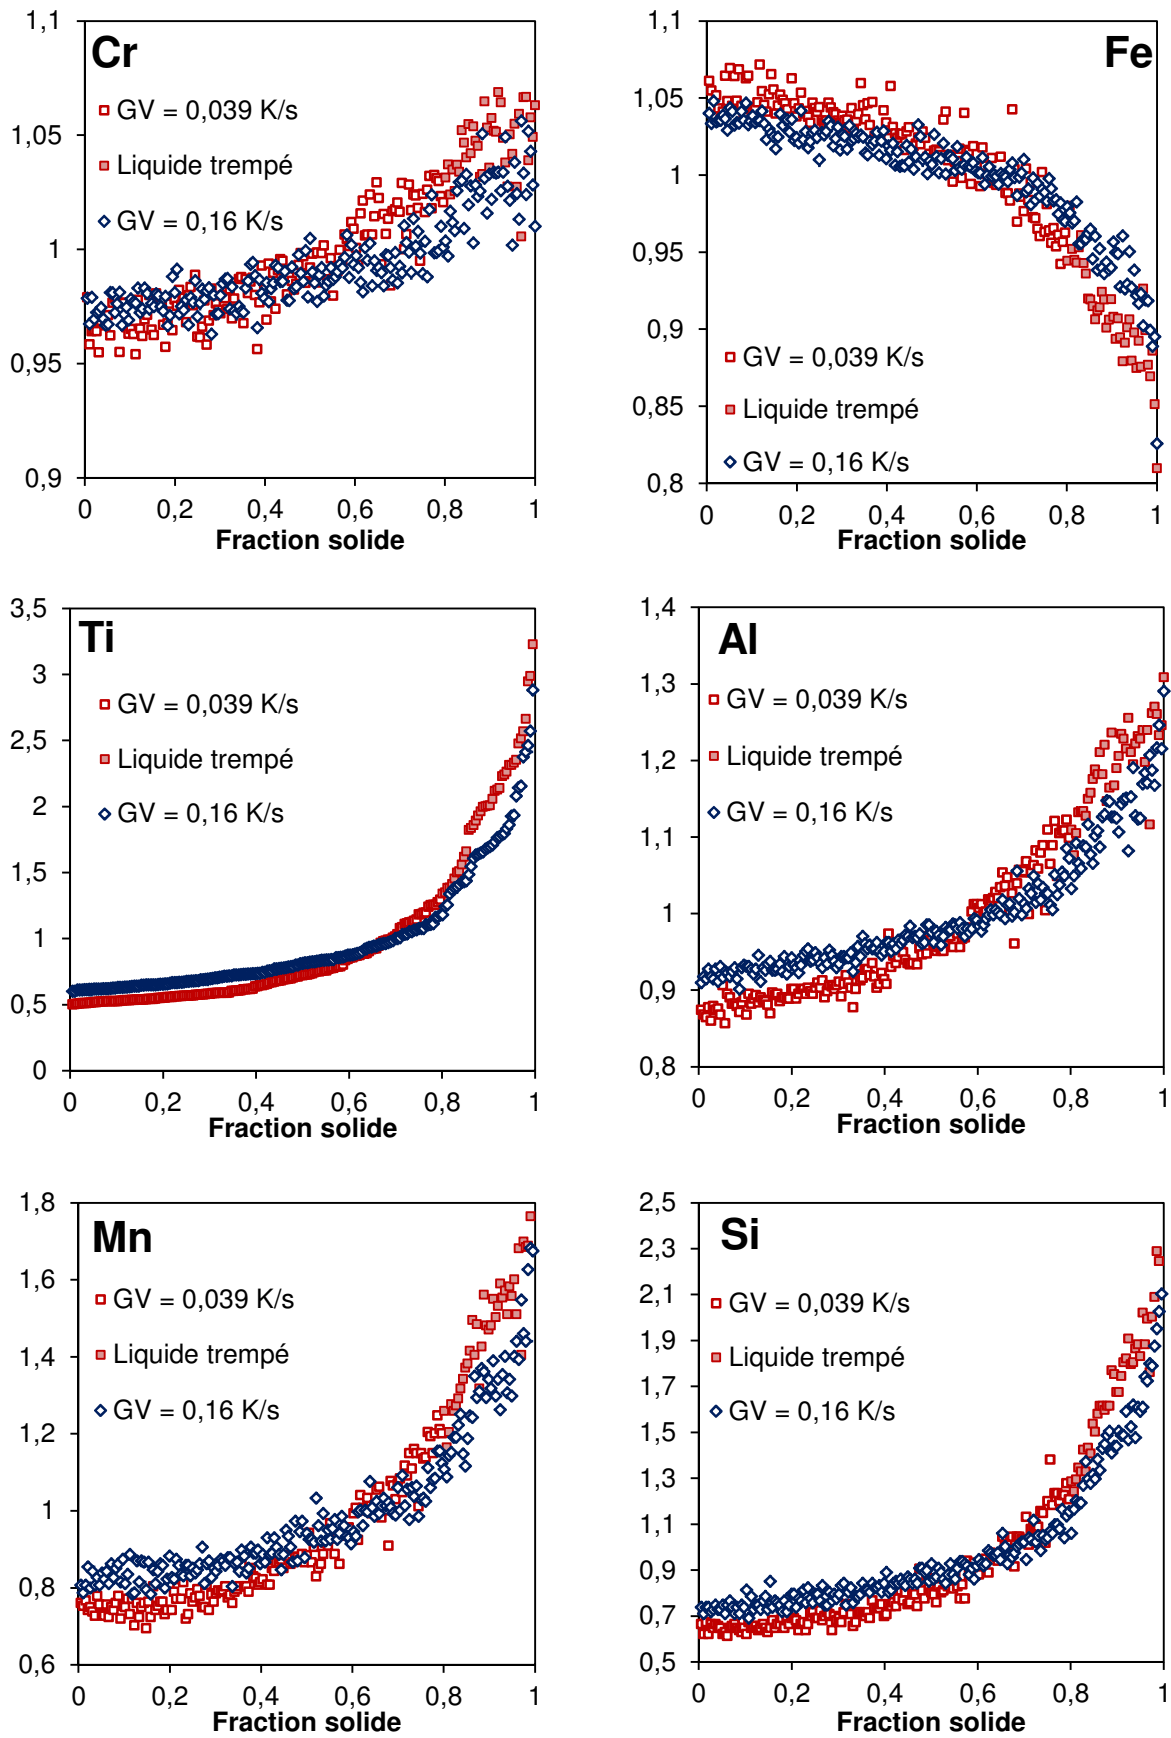 1,1
1,05
1
0,95
0,9
Cr
GV = 0,039 K/s
Liquide trempé
GV = 0,16 K/s
0 0,2 0,4 0,6 0,8 1
Fraction solide
1,1
1,05
1
0,95
0,9
0,85
0,8
Fe
GV = 0,039 K/s
Liquide trempé
GV = 0,16 K/s
0 0,2 0,4 0,6 0,8 1
Fraction solide
3,5
3
2,5
2
1,5
1
0,5
0
Ti
GV = 0,039 K/s
Liquide trempé
GV = 0,16 K/s
0 0,2 0,4 0,6 0,8 1
Fraction solide
1,4
1,3
1,2
1,1
1
0,9
0,8
Al
GV = 0,039 K/s
Liquide trempé
GV = 0,16 K/s
0 0,2 0,4 0,6 0,8 1
Fraction solide
1,8
1,6
1,4
1,2
1
0,8
0,6
Mn
GV = 0,039 K/s
Liquide trempé
GV = 0,16 K/s
0 0,2 0,4 0,6 0,8 1
Fraction solide
2,5
2,3
2,1
1,9
1,7
1,5
1,3
1,1
0,9
0,7
0,5
Si
GV = 0,039 K/s
Liquide trempé
GV = 0,16 K/s
0 0,2 0,4 0,6 0,8 1
Fraction solide